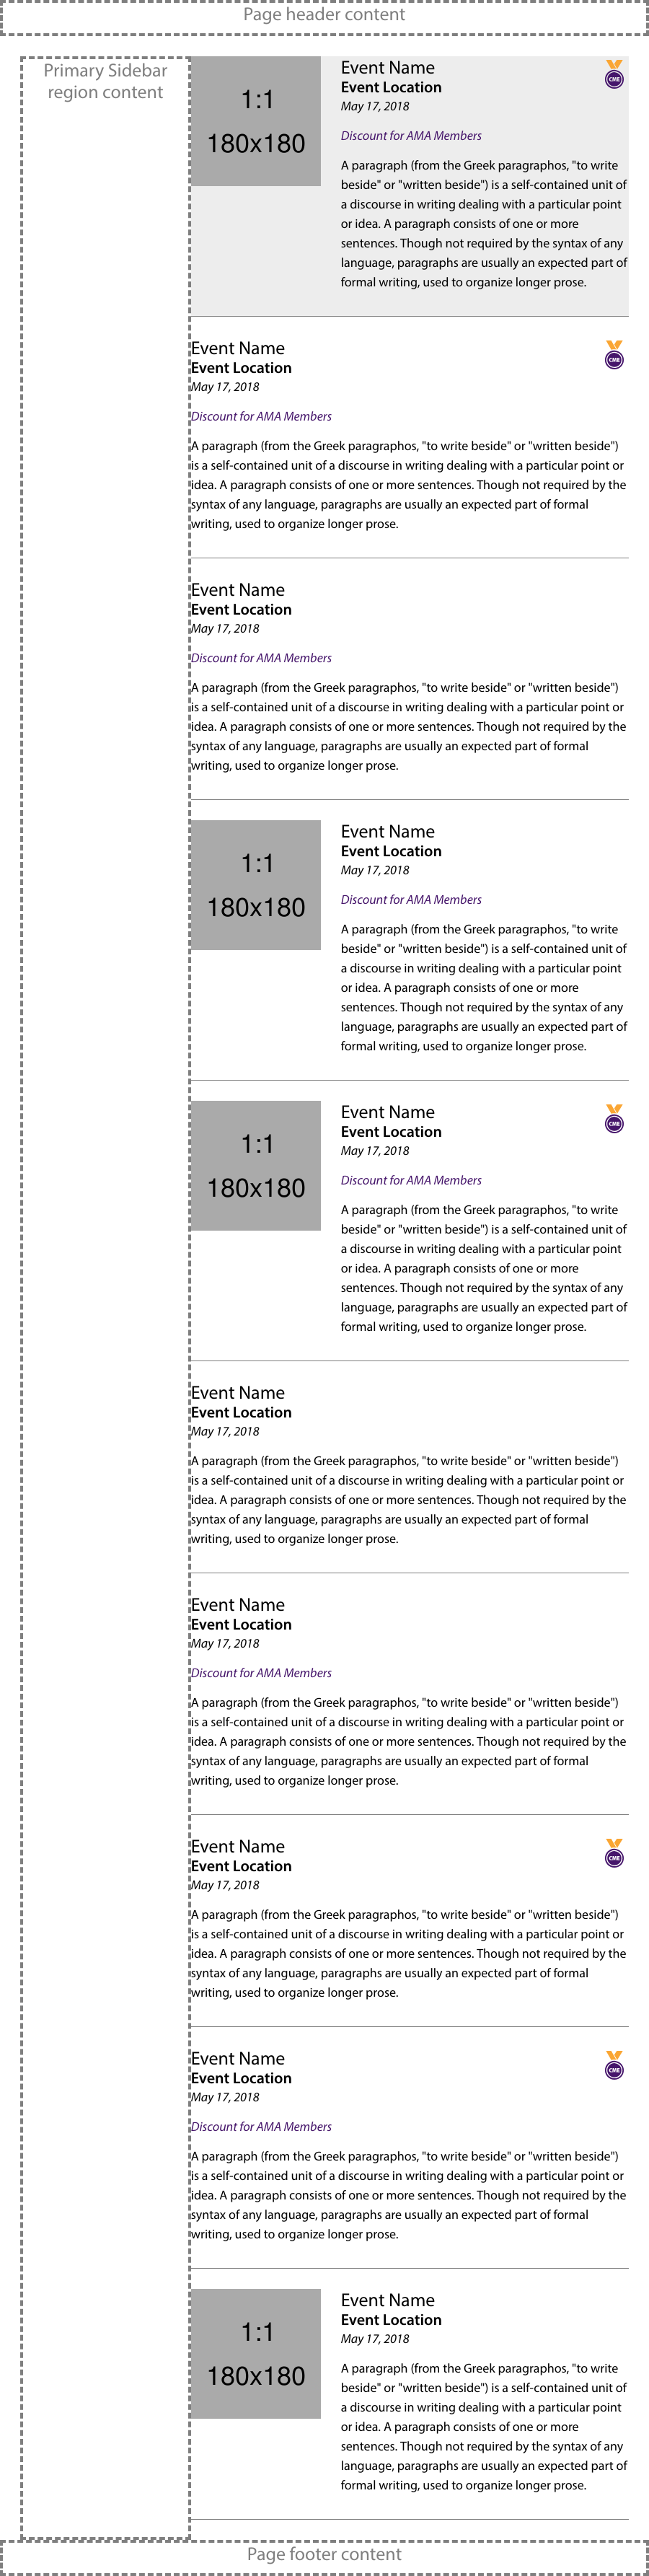 Page header content
Primary Sidebar
region content
1:1
180x180
Event Name
CME
Event Location
May 17, 2018
Discount for AMA Members
A paragraph (from the Greek paragraphos, "to write
beside" or "written beside") is a self-contained unit of
a discourse in writing dealing with a particular point
or idea. A paragraph consists of one or more
sentences. Though not required by the syntax of any
language, paragraphs are usually an expected part of
formal writing, used to organize longer prose.
Event Name
CME
Event Location
May 17, 2018
Discount for AMA Members
A paragraph (from the Greek paragraphos, "to write beside" or "written beside")
is a self-contained unit of a discourse in writing dealing with a particular point or
idea. A paragraph consists of one or more sentences. Though not required by the
syntax of any language, paragraphs are usually an expected part of formal
writing, used to organize longer prose.
Event Name
Event Location
May 17, 2018
Discount for AMA Members
A paragraph (from the Greek paragraphos, "to write beside" or "written beside")
is a self-contained unit of a discourse in writing dealing with a particular point or
idea. A paragraph consists of one or more sentences. Though not required by the
syntax of any language, paragraphs are usually an expected part of formal
writing, used to organize longer prose.
1:1
180x180
Event Name
Event Location
May 17, 2018
Discount for AMA Members
A paragraph (from the Greek paragraphos, "to write
beside" or "written beside") is a self-contained unit of
a discourse in writing dealing with a particular point
or idea. A paragraph consists of one or more
sentences. Though not required by the syntax of any
language, paragraphs are usually an expected part of
formal writing, used to organize longer prose.
1:1
180x180
Event Name
CME
Event Location
May 17, 2018
Discount for AMA Members
A paragraph (from the Greek paragraphos, "to write
beside" or "written beside") is a self-contained unit of
a discourse in writing dealing with a particular point
or idea. A paragraph consists of one or more
sentences. Though not required by the syntax of any
language, paragraphs are usually an expected part of
formal writing, used to organize longer prose.
Event Name
Event Location
May 17, 2018
A paragraph (from the Greek paragraphos, "to write beside" or "written beside")
is a self-contained unit of a discourse in writing dealing with a particular point or
idea. A paragraph consists of one or more sentences. Though not required by the
syntax of any language, paragraphs are usually an expected part of formal
writing, used to organize longer prose.
Event Name
Event Location
May 17, 2018
Discount for AMA Members
A paragraph (from the Greek paragraphos, "to write beside" or "written beside")
is a self-contained unit of a discourse in writing dealing with a particular point or
idea. A paragraph consists of one or more sentences. Though not required by the
syntax of any language, paragraphs are usually an expected part of formal
writing, used to organize longer prose.
Event Name
CME
Event Location
May 17, 2018
A paragraph (from the Greek paragraphos, "to write beside" or "written beside")
is a self-contained unit of a discourse in writing dealing with a particular point or
idea. A paragraph consists of one or more sentences. Though not required by the
syntax of any language, paragraphs are usually an expected part of formal
writing, used to organize longer prose.
Event Name
CME
Event Location
May 17, 2018
Discount for AMA Members
A paragraph (from the Greek paragraphos, "to write beside" or "written beside")
is a self-contained unit of a discourse in writing dealing with a particular point or
idea. A paragraph consists of one or more sentences. Though not required by the
syntax of any language, paragraphs are usually an expected part of formal
writing, used to organize longer prose.
1:1
180x180
Event Name
Event Location
May 17, 2018
A paragraph (from the Greek paragraphos, "to write
beside" or "written beside") is a self-contained unit of
a discourse in writing dealing with a particular point
or idea. A paragraph consists of one or more
sentences. Though not required by the syntax of any
language, paragraphs are usually an expected part of
formal writing, used to organize longer prose.
Page footer content